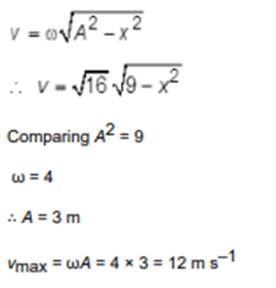 v = ω√(A² – x²)
∴ v = √16 √(9 – x²)
Comparing A² = 9
ω = 4
∴ A = 3 m
vmax = ωA = 4 × 3 = 12 m s⁻¹